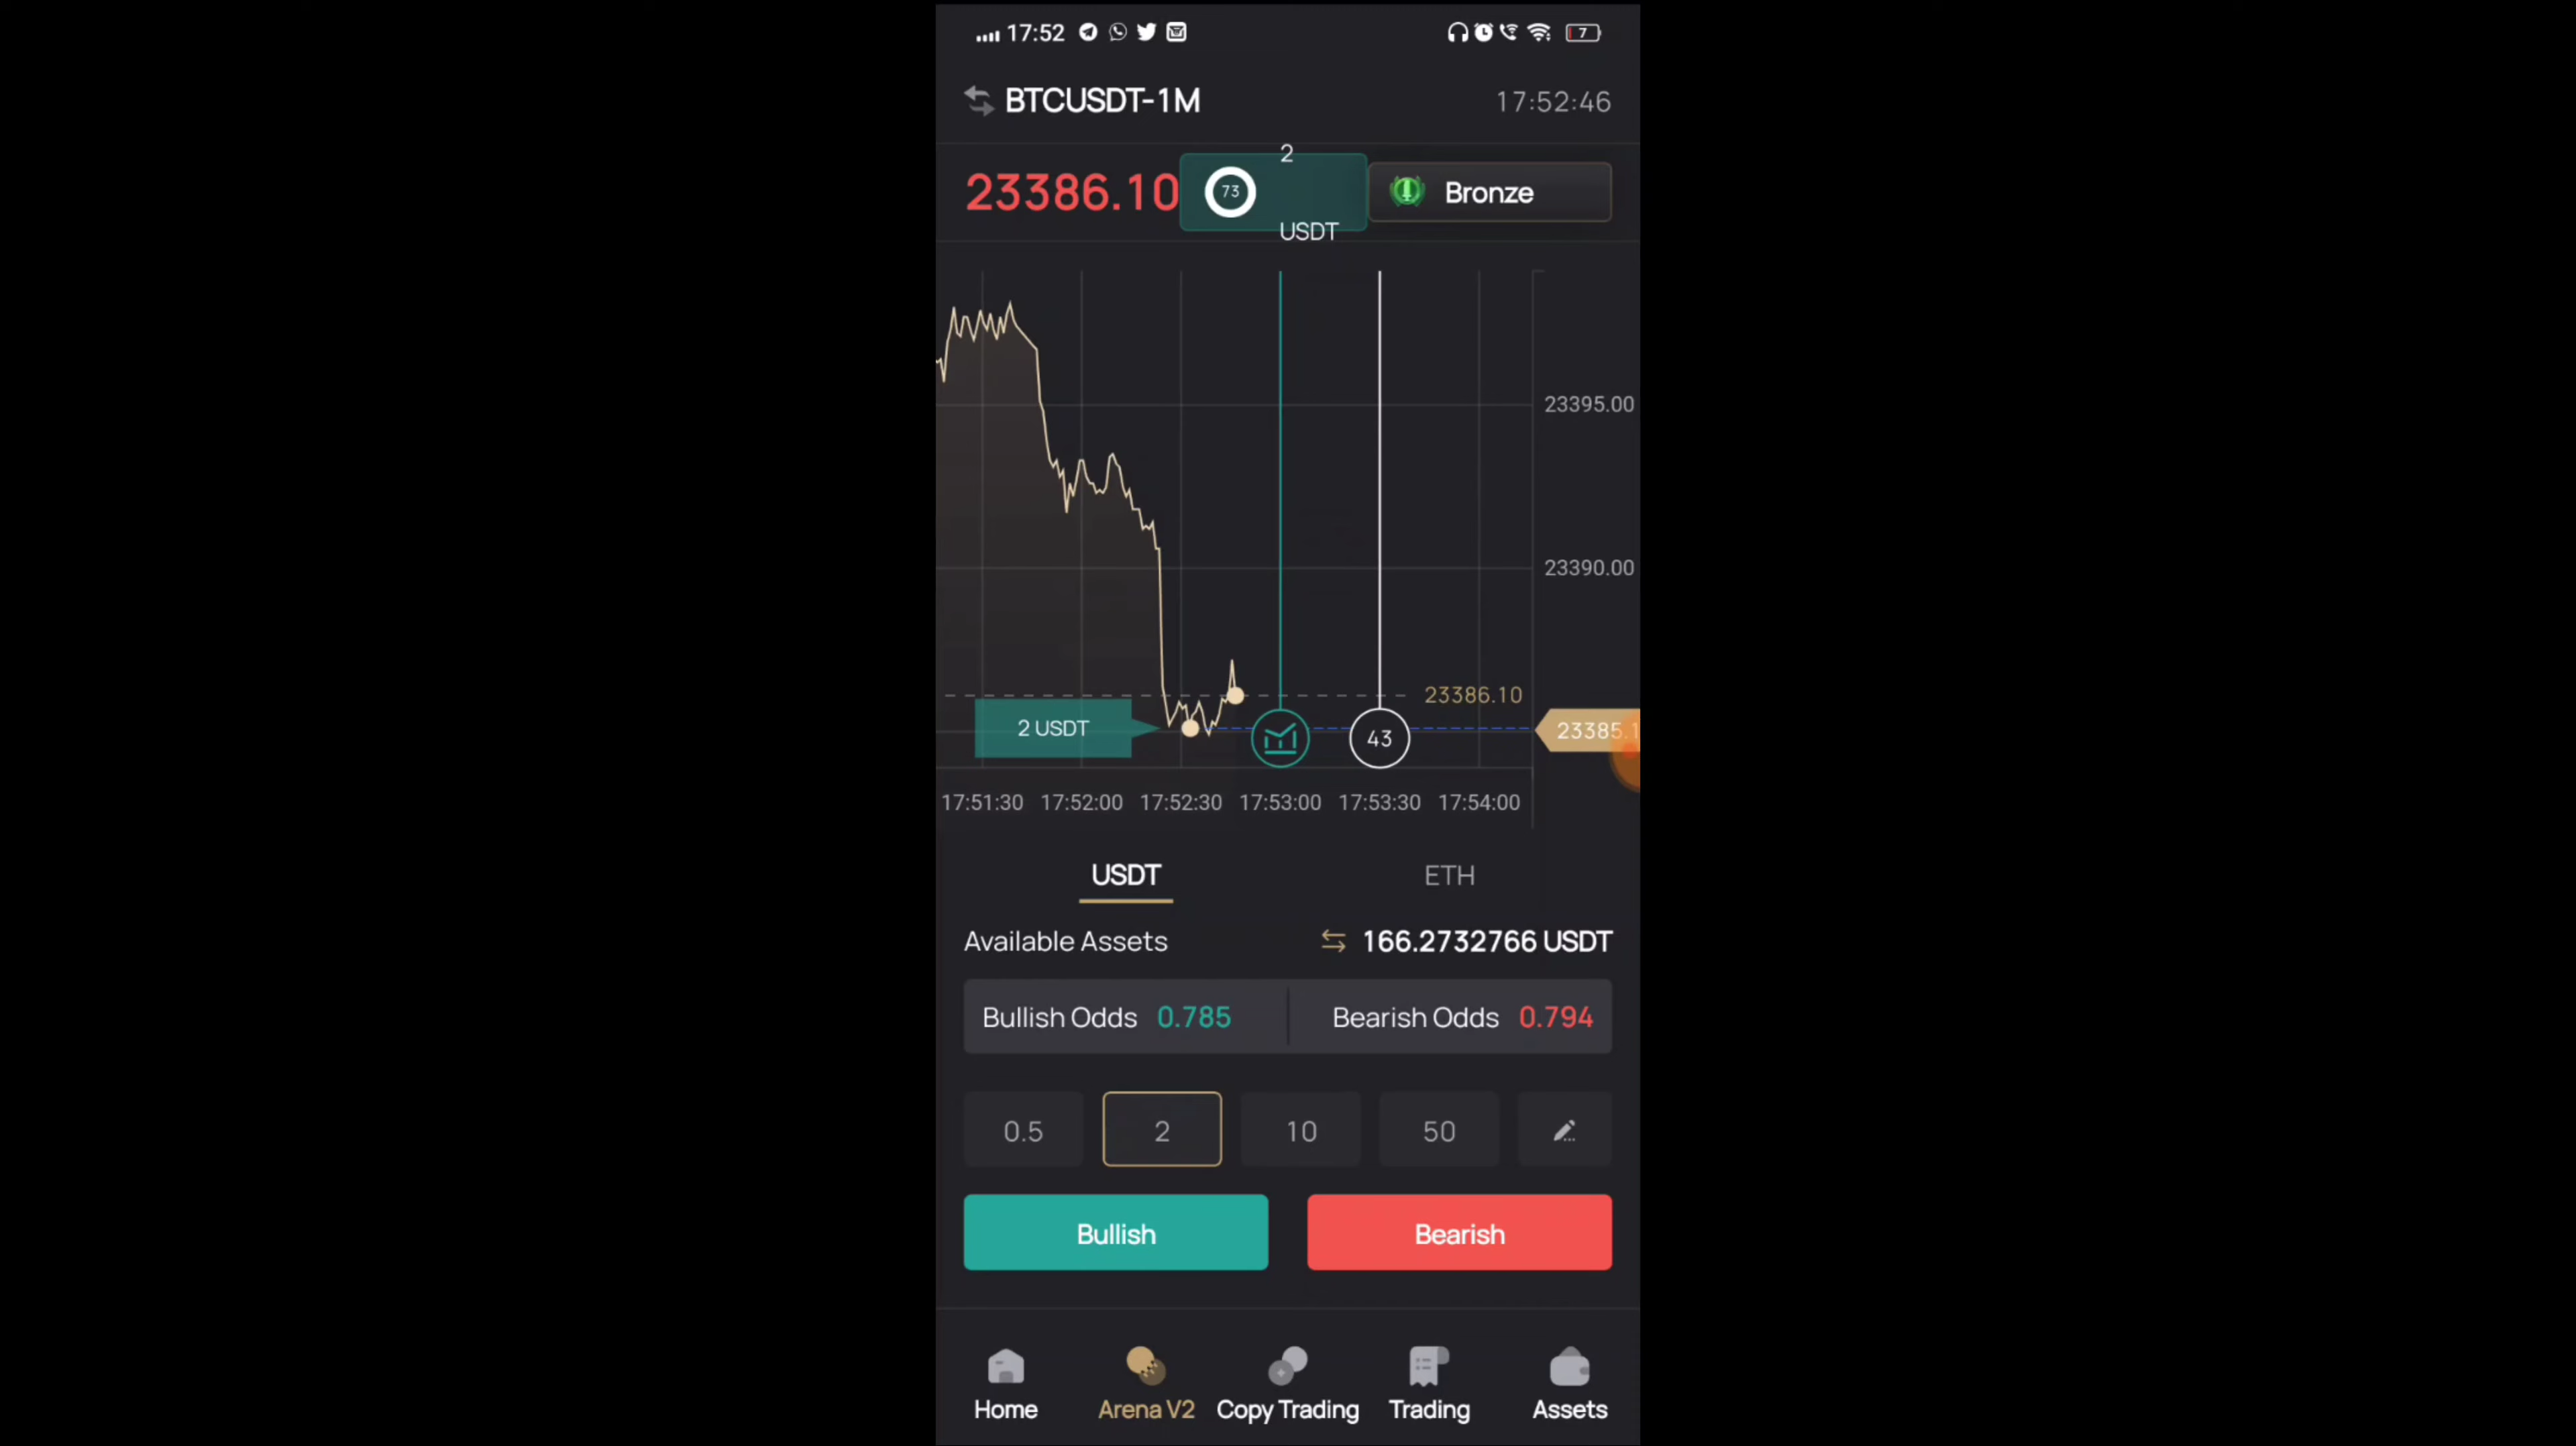 17:52
7
BTCUSDT-1M 17:52:46
23386.10
73
2
USDT
Bronze
23395.00
23390.00
23386.10
2 USDT
43
23385.1
17:51:30 17:52:00 17:52:30 17:53:00 17:53:30 17:54:00
USDT ETH
Available Assets 166.2732766 USDT
Bullish Odds 0.785 Bearish Odds 0.794
0.5 2 10 50
Bullish Bearish
Home Arena V2 Copy Trading Trading Assets